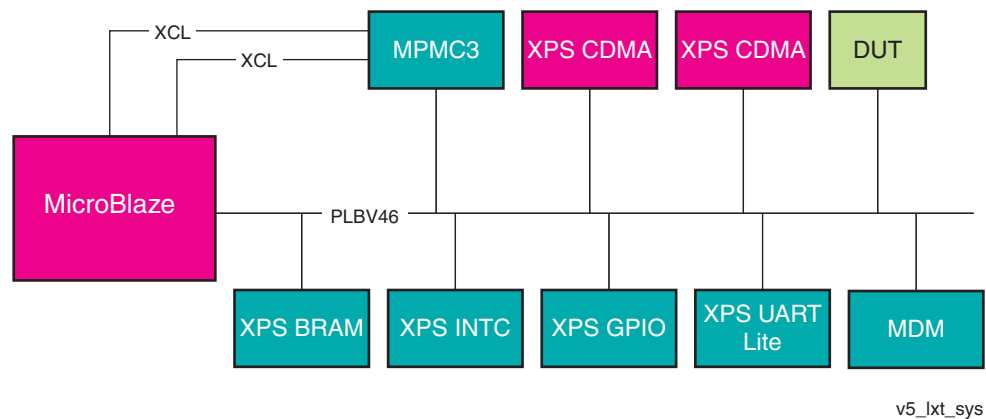 XCL
XCL
MPMC3
XPS CDMA
XPS CDMA
DUT
MicroBlaze
PLBV46
XPS BRAM
XPS INTC
XPS GPIO
XPS UART
Lite
MDM
v5_lxt_sys